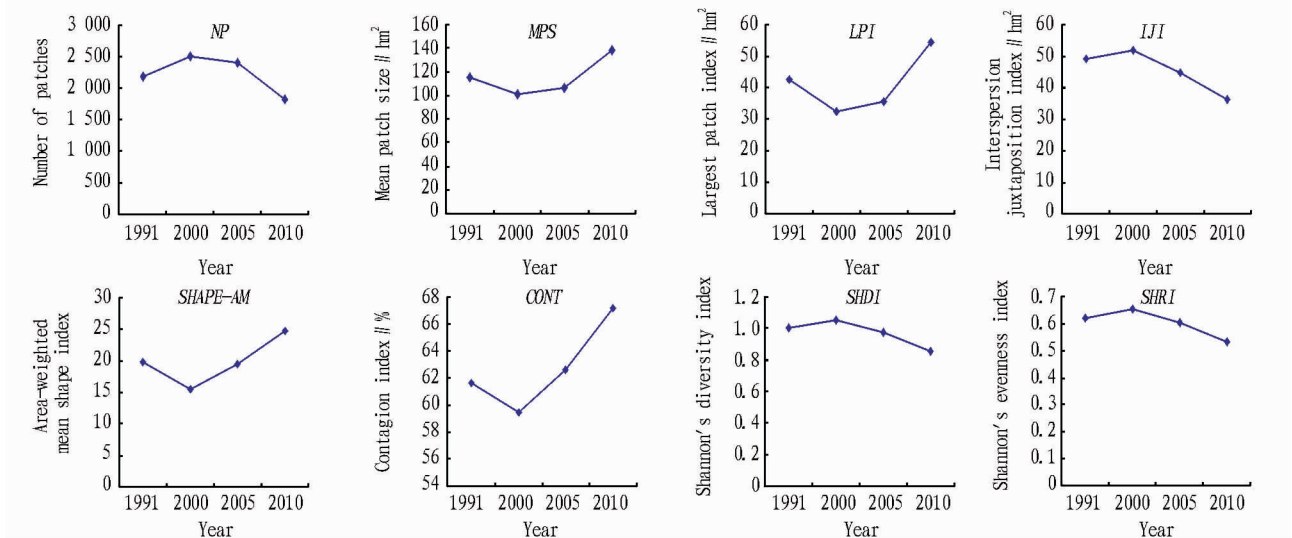 NP
Number of patches
3 000
2 500
2 000
1 500
1 000
500
0
1991 2000 2005 2010
Year
MPS
Mean patch size∥hm²
160
140
120
100
80
60
40
20
0
1991 2000 2005 2010
Year
LPI
Largest patch index∥hm²
60
50
40
30
20
10
0
1991 2000 2005 2010
Year
IJI
Interspersion
juxtaposition index∥hm²
60
50
40
30
20
10
0
1991 2000 2005 2010
Year
SHAPE-AM
Area-weighted
mean shape index
30
25
20
15
10
5
0
1991 2000 2005 2010
Year
CONT
Contagion index∥%
68
66
64
62
60
58
56
54
1991 2000 2005 2010
Year
SHDI
Shannon's diversity index
1.2
1.0
0.8
0.6
0.4
0.2
0
1991 2000 2005 2010
Year
SHRI
Shannon's evenness index
0.7
0.6
0.5
0.4
0.3
0.2
0.1
0
1991 2000 2005 2010
Year